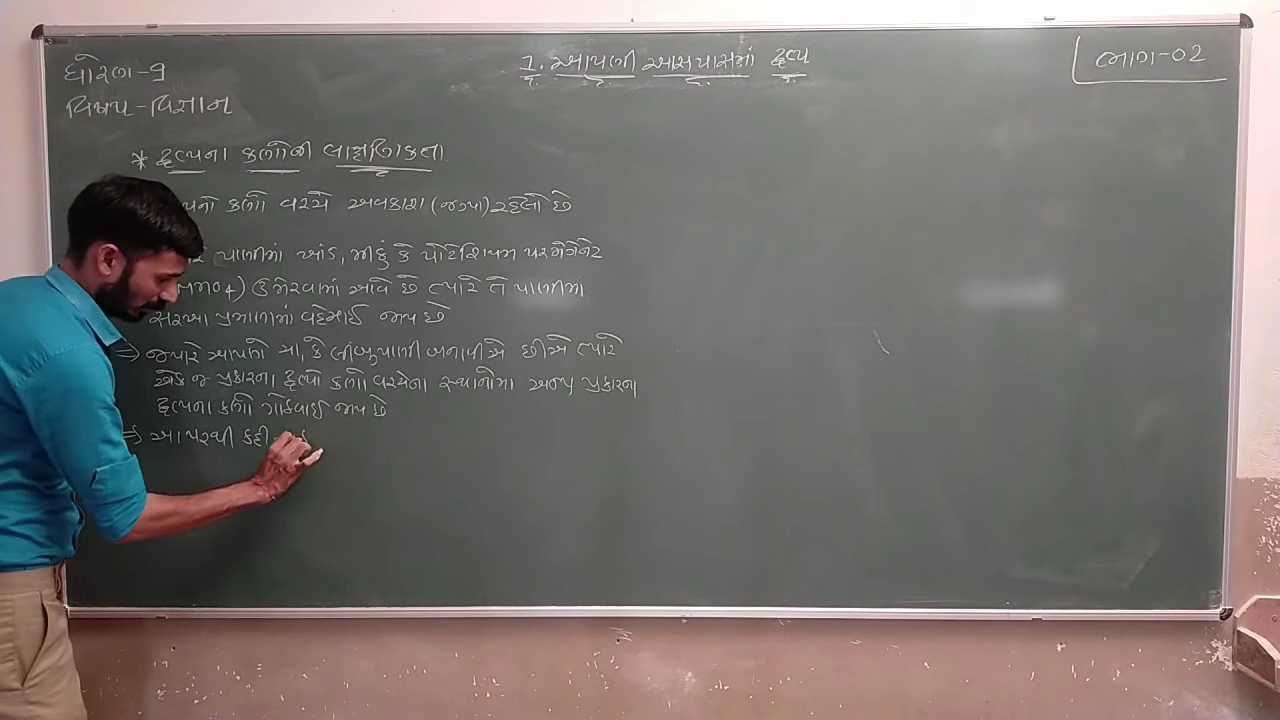 ધોરણ-9
1. આપણી આસપાસમાં દ્રવ્ય
ભાગ-02
વિષય-વિજ્ઞાન
* દ્રવ્યના કણોની લાક્ષણિકતા
કણો વચ્ચે અવકાશ (જગ્યા) રહેલો છે
પાણીમાં ખાંડ, મીઠું કે પોટેશિયમ પરમેંગેનેટ
mno4) ઉમેરવામાં આવે છે ત્યારે તે પાણીમાં
સરખા પ્રમાણમાં વહેંચાઈ જાય છે
⇒ જ્યારે આપણે ચા, કે લીંબુપાણી બનાવીએ છીએ ત્યારે
એક જ પ્રકારના દ્રવ્યો કણો વચ્ચેના સ્થાનોમા અન્ય પ્રકારના
દ્રવ્યના કણો ગોઠવાઈ જાય છે
⇒ આ પરથી કહી